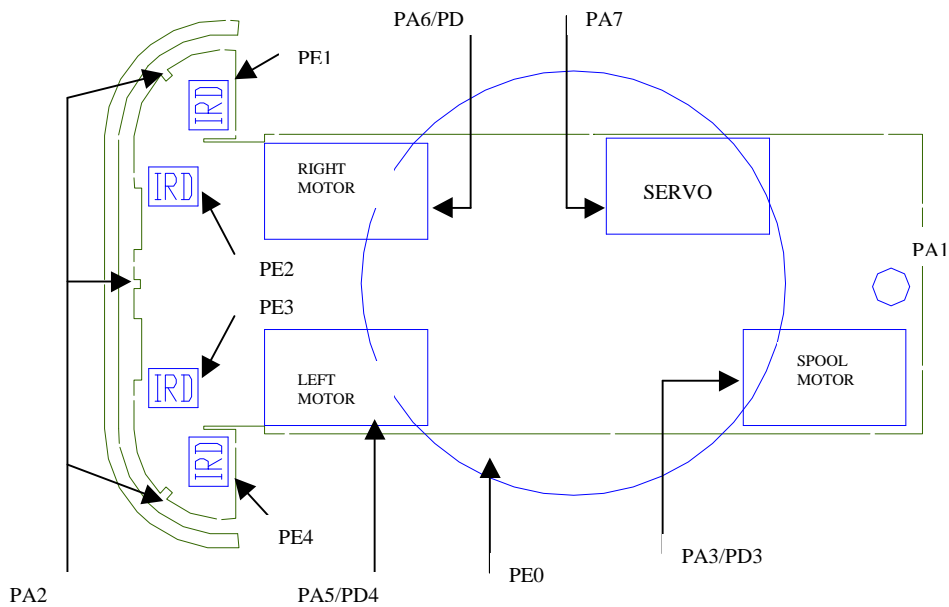 PA6/PD
PA7
PE1
IRD
RIGHT
MOTOR
IRD
SERVO
PA1
PE2
PE3
IRD
LEFT
MOTOR
SPOOL
MOTOR
IRD
PE4
PA3/PD3
PE0
PA2
PA5/PD4